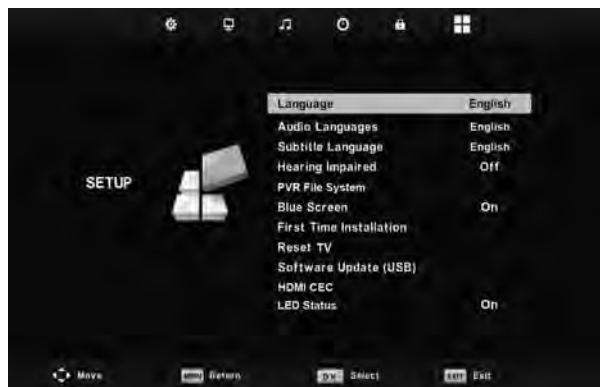 Language English
Audio Languages English
Subtitle Language English
Hearing Impaired Off
SETUP
PVR File System
Blue Screen On
First Time Installation
Reset TV
Software Update (USB)
HDMI CEC
LED Status On
Move MENU Return OK Select EXIT Exit